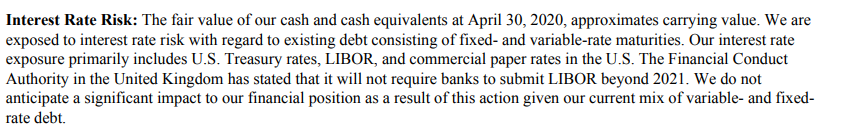 Interest Rate Risk: The fair value of our cash and cash equivalents at April 30, 2020, approximates carrying value. We are
exposed to interest rate risk with regard to existing debt consisting of fixed- and variable-rate maturities. Our interest rate
exposure primarily includes U.S. Treasury rates, LIBOR, and commercial paper rates in the U.S. The Financial Conduct
Authority in the United Kingdom has stated that it will not require banks to submit LIBOR beyond 2021. We do not
anticipate a significant impact to our financial position as a result of this action given our current mix of variable- and fixed-
rate debt.